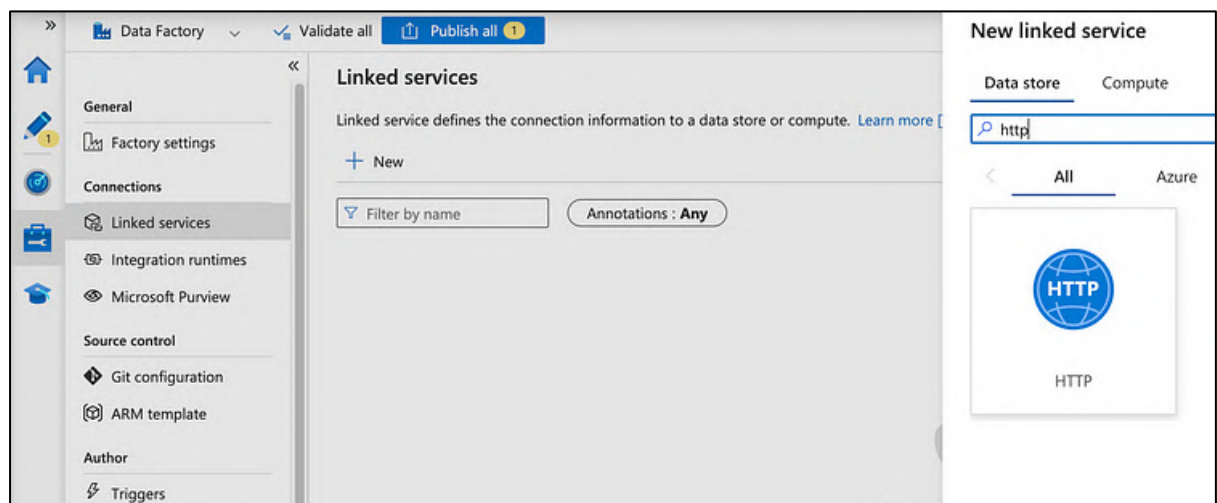 »
Data Factory
Validate all
Publish all 1
«
General
Factory settings
Connections
Linked services
Integration runtimes
Microsoft Purview
Source control
Git configuration
ARM template
Author
Triggers
1
Linked services
Linked service defines the connection information to a data store or compute. Learn more
+ New
Filter by name
Annotations : Any
New linked service
Data store Compute
http
All Azure
HTTP
HTTP